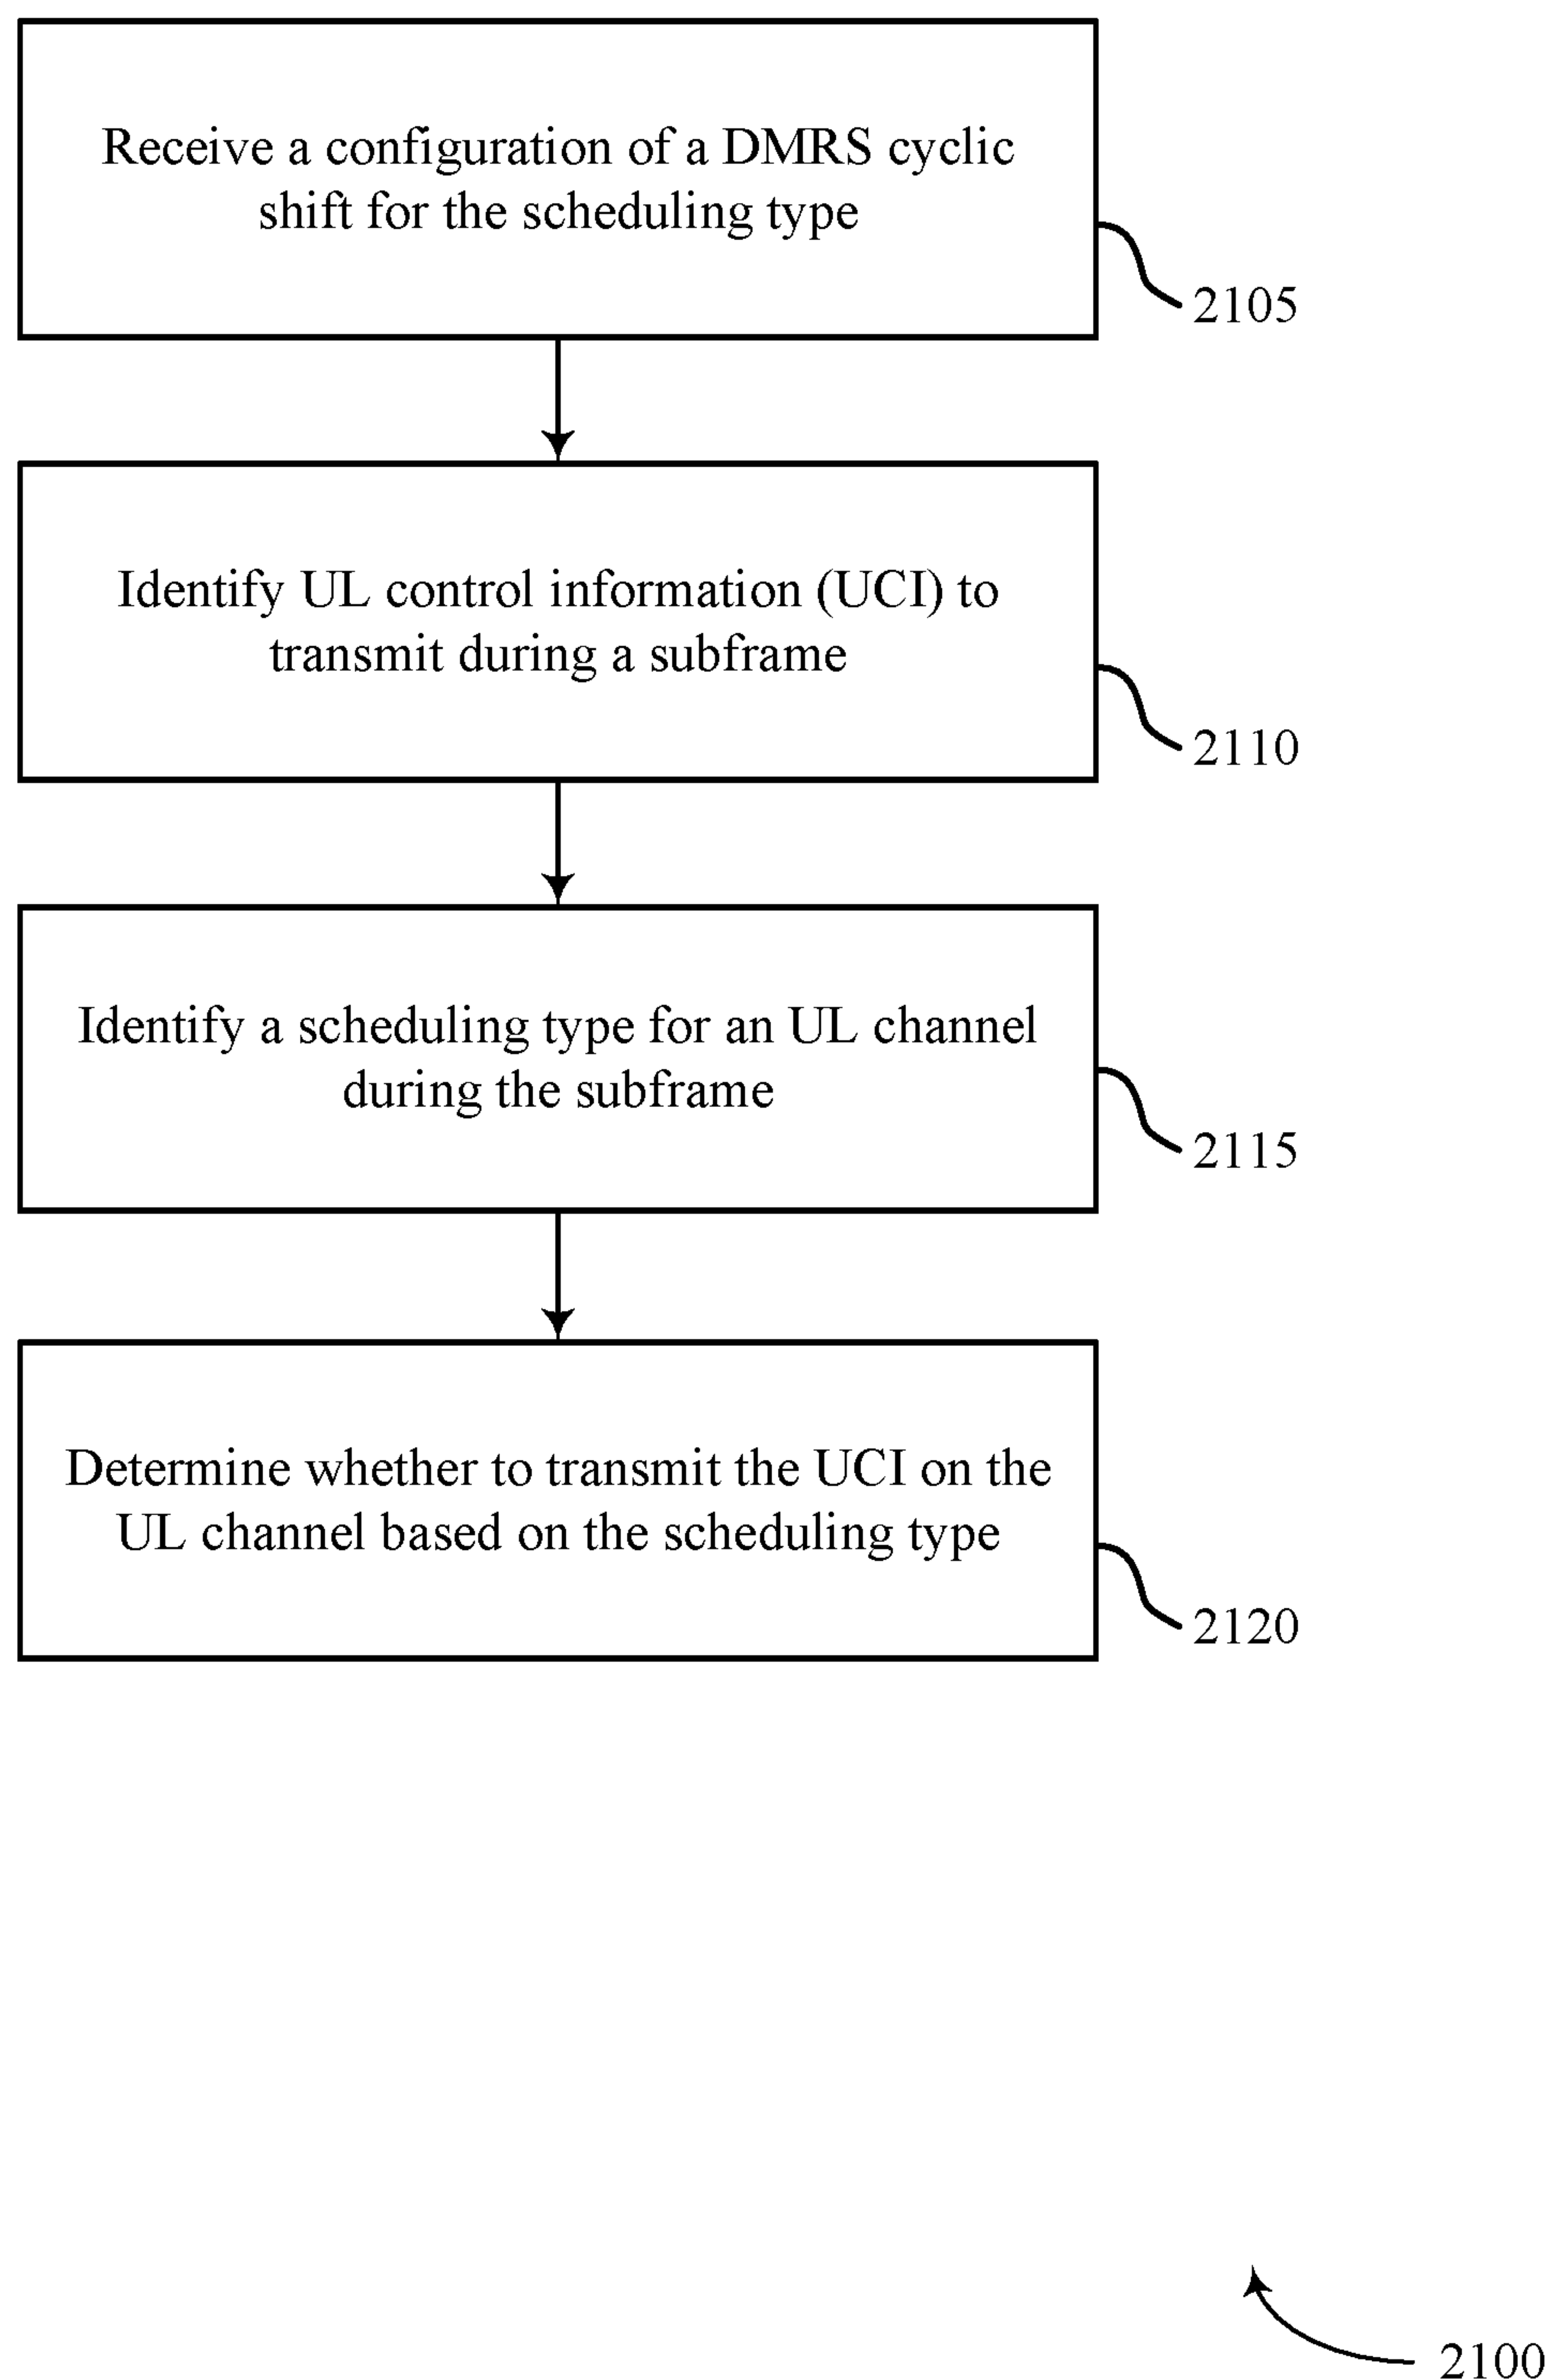 Receive a configuration of a DMRS cyclic
shift for the scheduling type
2105
Identify UL control information (UCI) to
transmit during a subframe
2110
Identify a scheduling type for an UL channel
during the subframe
2115
Determine whether to transmit the UCI on the
UL channel based on the scheduling type
2120
2100